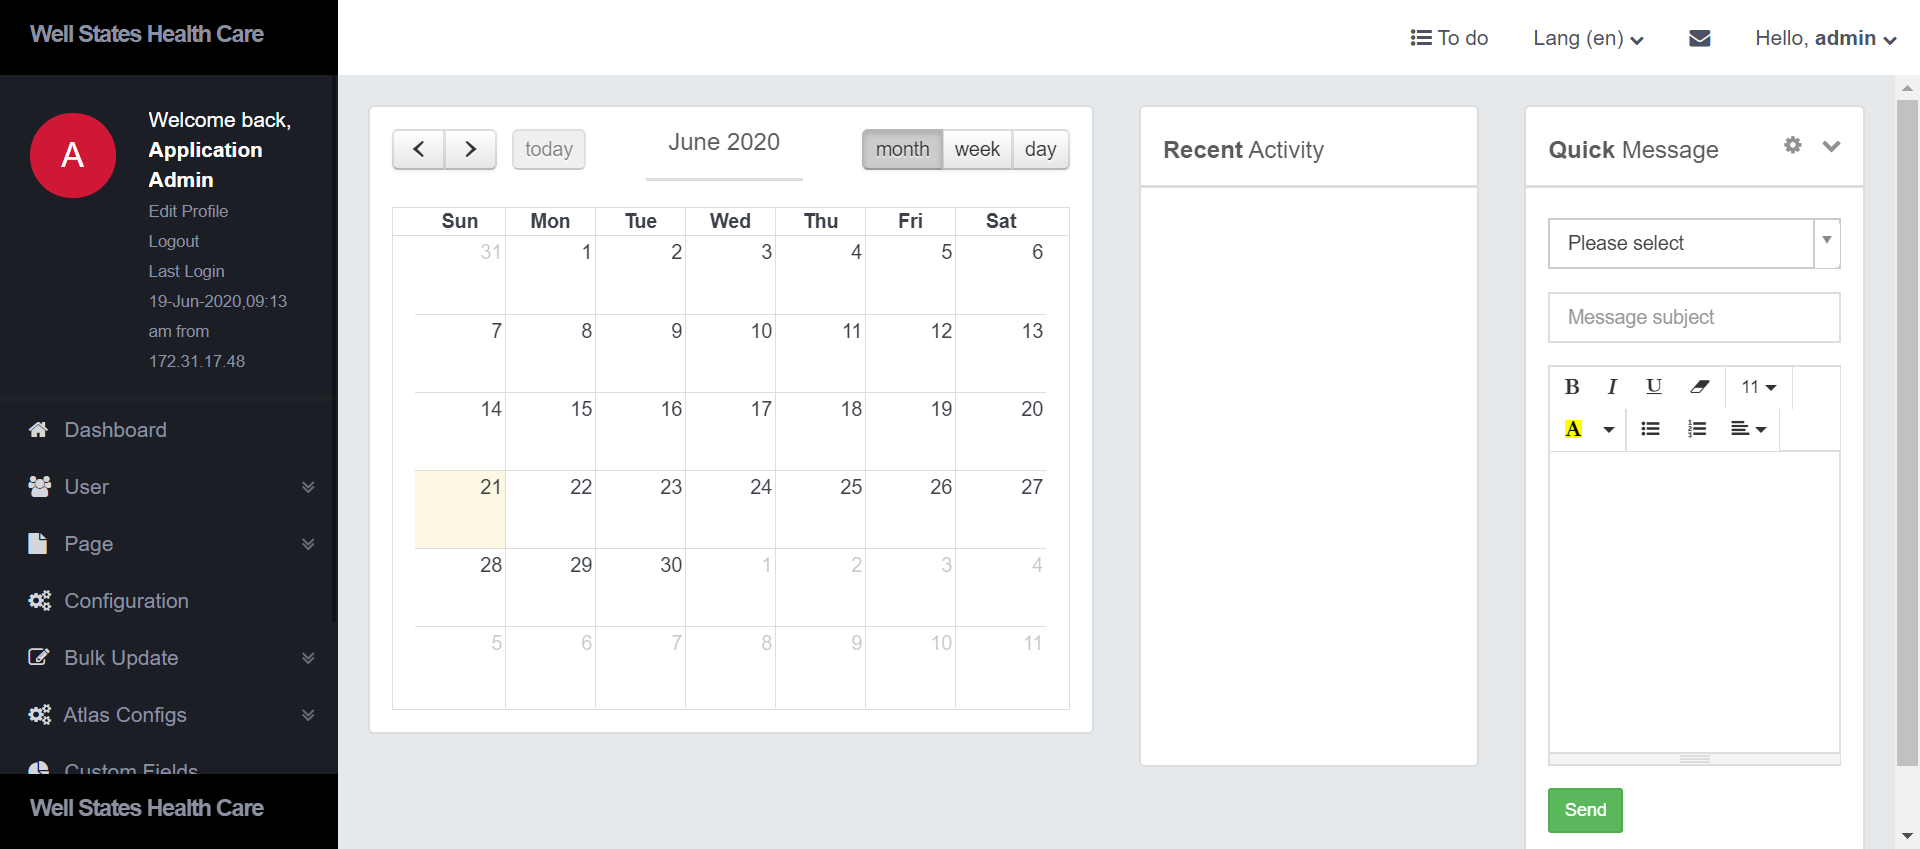 Well States Health Care
To do
Lang (en)
Hello, admin
A
Welcome back,
Application
Admin
Edit Profile
Logout
Last Login
19-Jun-2020,09:13
am from
172.31.17.48
Dashboard
User
Page
Configuration
Bulk Update
Atlas Configs
Custom Fields
Well States Health Care
today
June 2020
month week day
Sun Mon Tue Wed Thu Fri Sat
31 1 2 3 4 5 6
7 8 9 10 11 12 13
14 15 16 17 18 19 20
21 22 23 24 25 26 27
28 29 30 1 2 3 4
5 6 7 8 9 10 11
Recent Activity
Quick Message
Please select
Message subject
B I U 11
A
Send